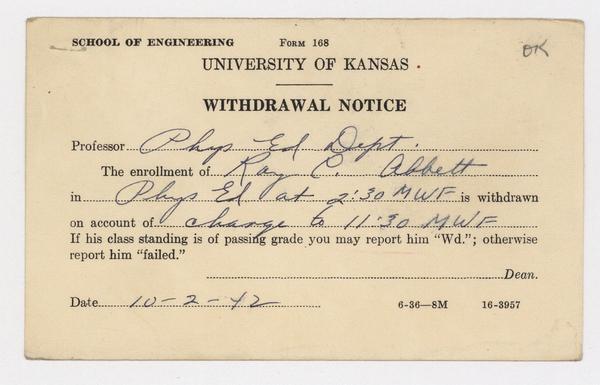 SCHOOL OF ENGINEERING FORM 168 OK
UNIVERSITY OF KANSAS
WITHDRAWAL NOTICE
Professor Phys Ed Dept.
The enrollment of Ray C. Abbett
in Phys Ed at 2:30 MWF is withdrawn
on account of change to 11:30 MWF
If his class standing is of passing grade you may report him "Wd."; otherwise
report him "failed."
Dean.
Date 10-2-42 6-36—8M 16-3957